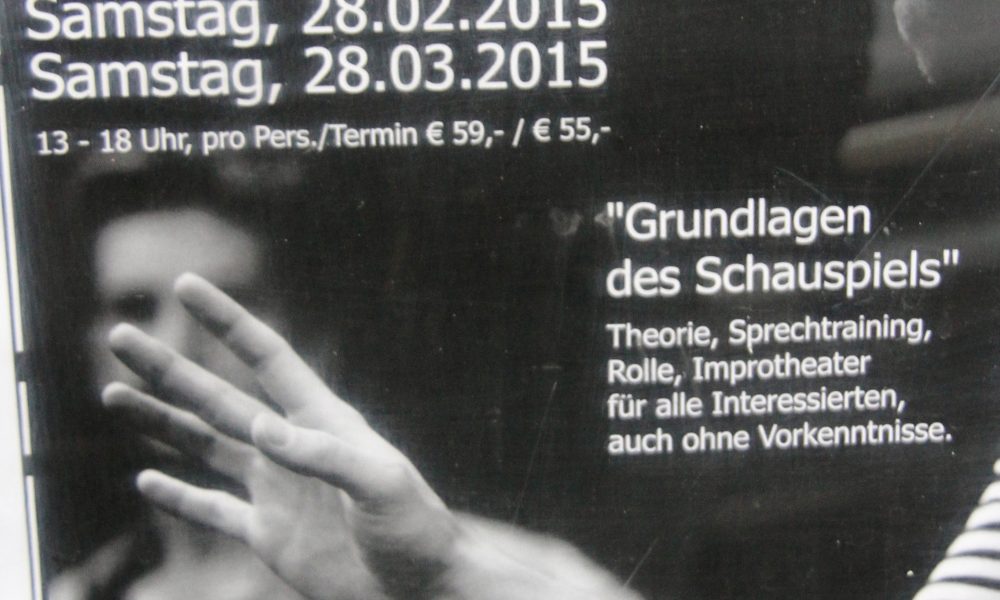 Samstag, 28.02.2015
Samstag, 28.03.2015
13 - 18 Uhr, pro Pers./Termin € 59,- / € 55,-
"Grundlagen
des Schauspiels"
Theorie, Sprechtraining,
Rolle, Improtheater
für alle Interessierten,
auch ohne Vorkenntnisse.